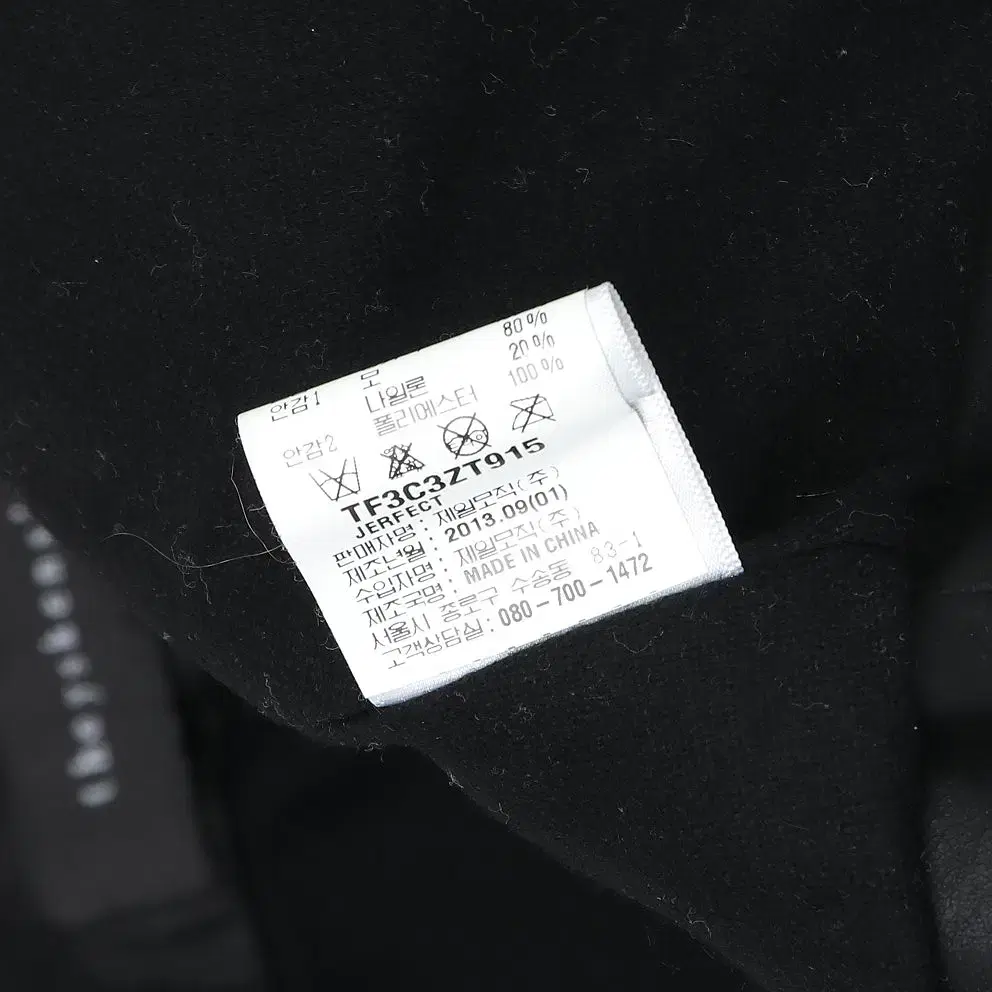 모 80%
안감1 나일론 20%
안감2 폴리에스터 100%
TF3C3ZT915
JERFECT
판매자명 : 제일모직(주)
제조년월 : 2013.09(01)
수입자명 : 제일모직(주)
제조국명 : MADE IN CHINA
서울시 종로구 수송동 83-1
고객상담실 : 080-700-1472